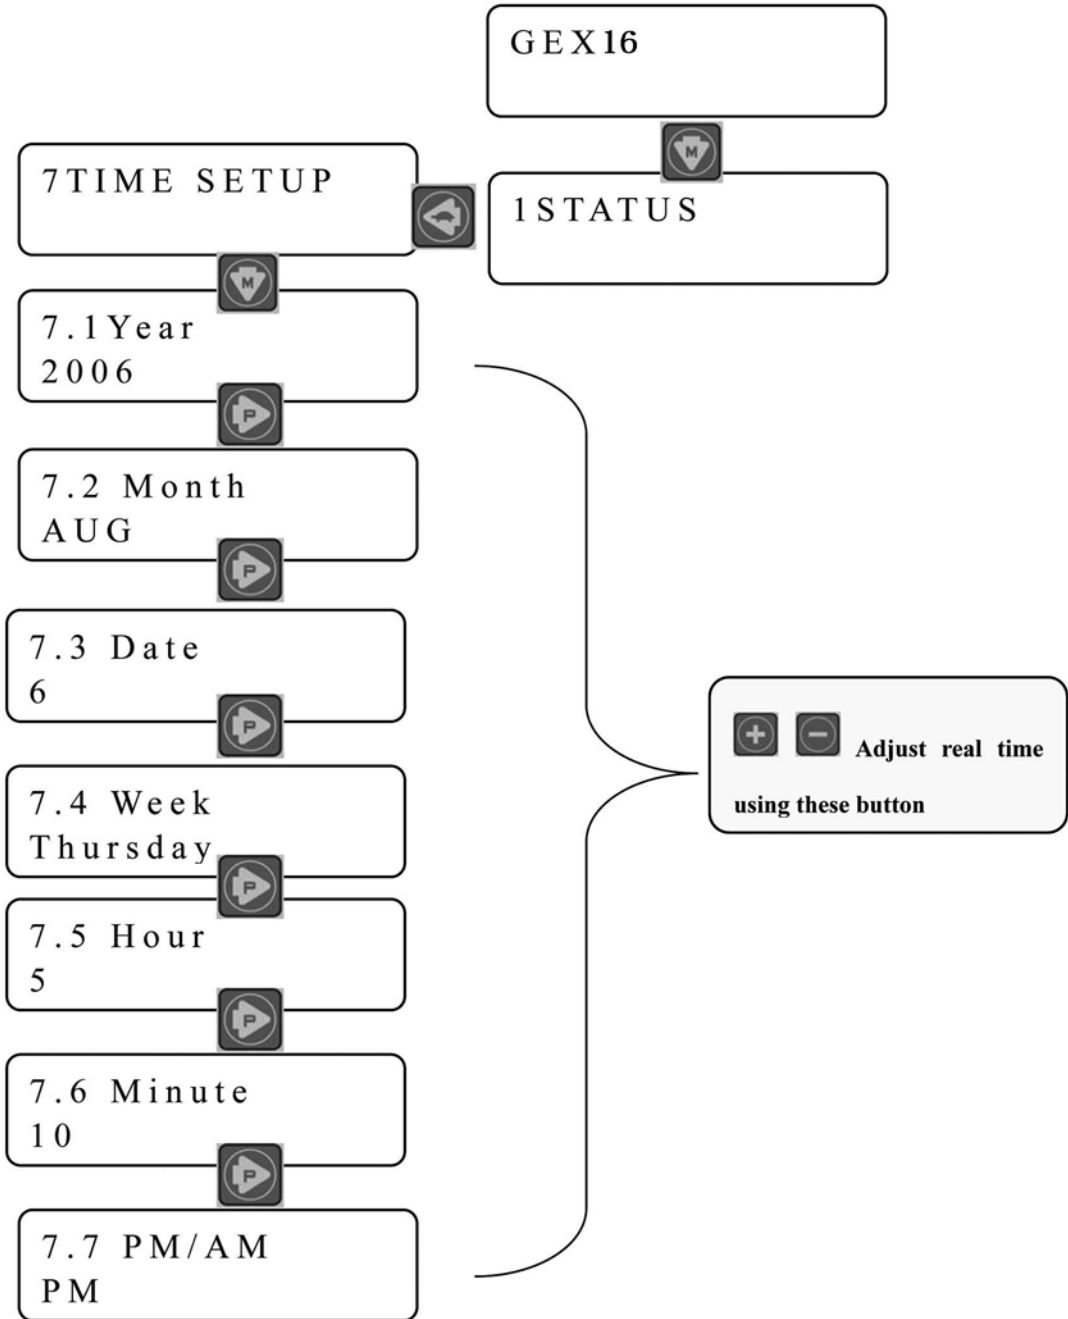 GEX16
M
1STATUS
7TIME SETUP
M
7.1Year
2006
P
7.2 Month
AUG
P
7.3 Date
6
P
7.4 Week
Thursday
P
7.5 Hour
5
P
7.6 Minute
10
P
7.7 PM/AM
PM
+ − Adjust real time
using these button